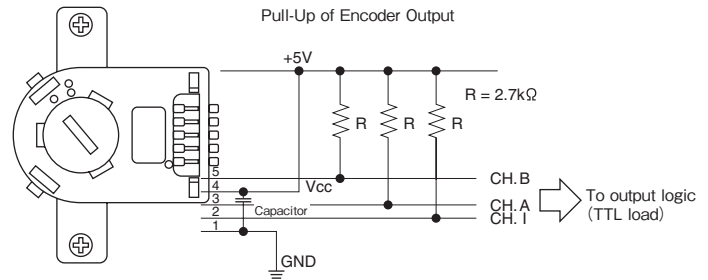 Pull-Up of Encoder Output
+5V
R = 2.7kΩ
R
R
R
5
4
3
2
1
Vcc
Capacitor
GND
CH. B
CH. A
CH. I
To output logic
(TTL load)